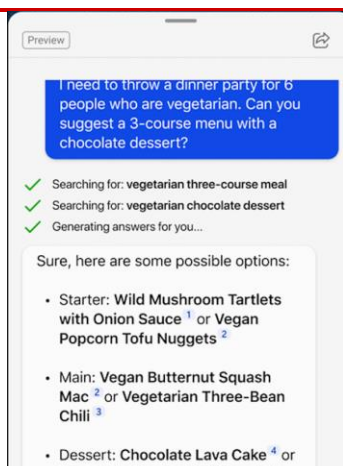 Preview
I need to throw a dinner party for 6
people who are vegetarian. Can you
suggest a 3-course menu with a
chocolate dessert?
Searching for: vegetarian three-course meal
Searching for: vegetarian chocolate dessert
Generating answers for you...
Sure, here are some possible options:
• Starter: Wild Mushroom Tartlets
with Onion Sauce 1 or Vegan
Popcorn Tofu Nuggets 2
• Main: Vegan Butternut Squash
Mac 2 or Vegetarian Three-Bean
Chili 3
• Dessert: Chocolate Lava Cake 4 or